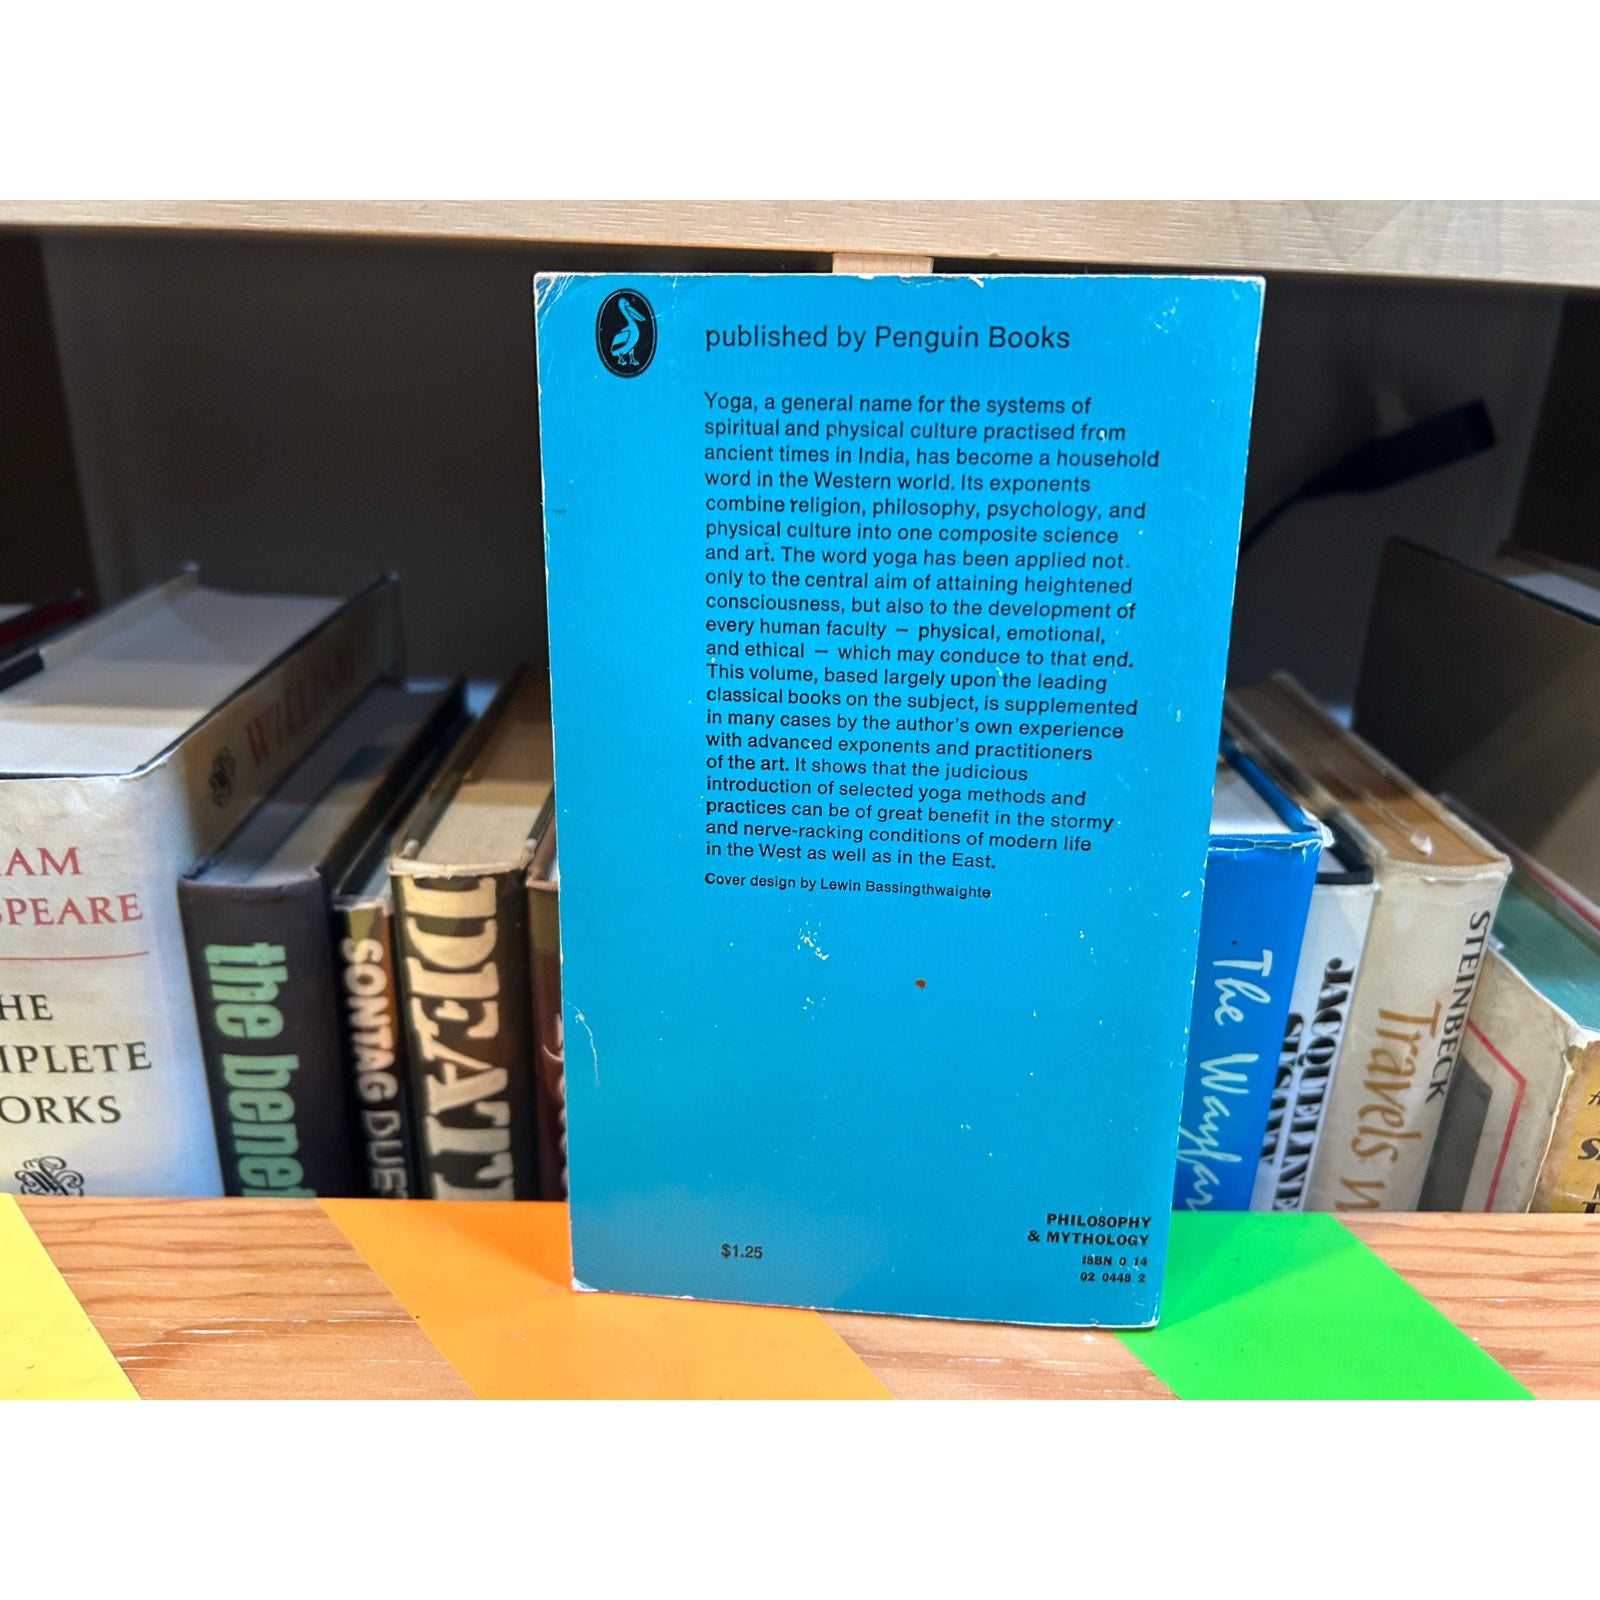 published by Penguin Books
Yoga, a general name for the systems of
spiritual and physical culture practised from
ancient times in India, has become a household
word in the Western world. Its exponents
combine religion, philosophy, psychology, and
physical culture into one composite science
and art. The word yoga has been applied not
only to the central aim of attaining heightened
consciousness, but also to the development of
every human faculty – physical, emotional,
and ethical – which may conduce to that end.
This volume, based largely upon the leading
classical books on the subject, is supplemented
in many cases by the author's own experience
with advanced exponents and practitioners
of the art. It shows that the judicious
introduction of selected yoga methods and
practices can be of great benefit in the stormy
and nerve-racking conditions of modern life
in the West as well as in the East.
Cover design by Lewin Bassingthwaighte
$1.25
PHILOSOPHY
& MYTHOLOGY
ISBN 0 14
02 0448 2
WILLIAM
AM
SPEARE
HE
MPLETE
ORKS
the bene
SONTAG DUE
DEAT
The Wayfar
JACQUELINE
SUSANN
STEINBECK
Travels